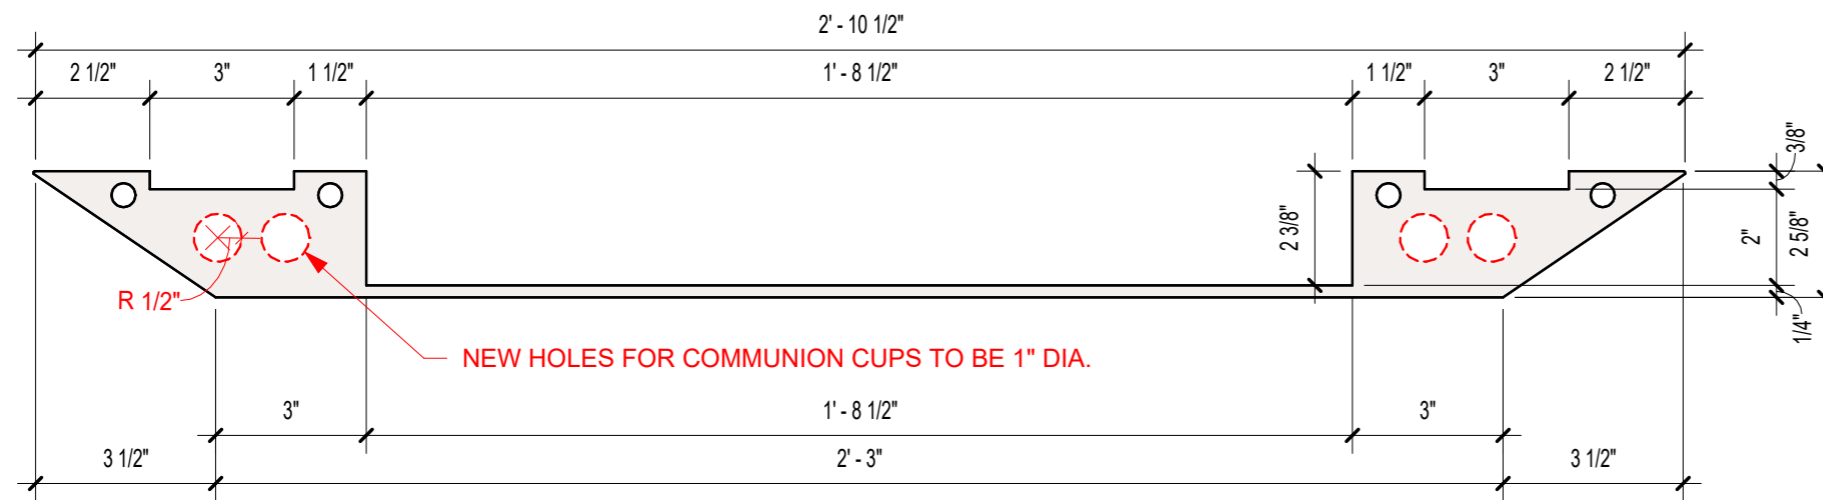 2' - 10 1/2"
2 1/2"
3"
1 1/2"
1' - 8 1/2"
1 1/2"
3"
2 1/2"
3/8"
2 3/8"
2"
2 5/8"
1/4"
R 1/2"
NEW HOLES FOR COMMUNION CUPS TO BE 1" DIA.
3"
1' - 8 1/2"
3"
3 1/2"
2' - 3"
3 1/2"